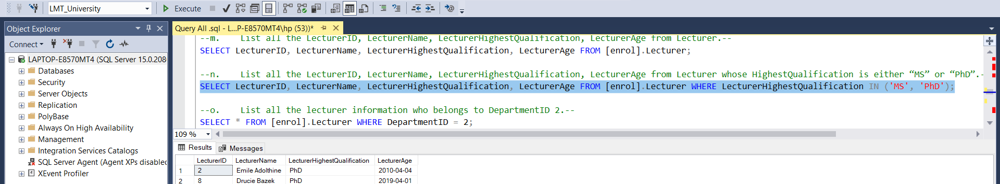 LMT_University
Execute
Object Explorer
Query All .sql - L...P-E8570MT4\hp (53))*
Connect
LAPTOP-E8570MT4 (SQL Server 15.0.208
Databases
Security
Server Objects
Replication
PolyBase
Always On High Availability
Management
Integration Services Catalogs
SQL Server Agent (Agent XPs disabled
XEvent Profiler
--m. List all the LecturerID, LecturerName, LecturerHighestQualification, LecturerAge from Lecturer.--
SELECT LecturerID, LecturerName, LecturerHighestQualification, LecturerAge FROM [enrol].Lecturer;
--n. List all the LecturerID, LecturerName, LecturerHighestQualification, LecturerAge from Lecturer whose HighestQualification is either “MS” or “PhD”.-
SELECT LecturerID, LecturerName, LecturerHighestQualification, LecturerAge FROM [enrol].Lecturer WHERE LecturerHighestQualification IN ('MS', 'PhD');
--o. List all the lecturer information who belongs to DepartmentID 2.--
SELECT * FROM [enrol].Lecturer WHERE DepartmentID = 2;
109 %
Results Messages
LecturerID LecturerName LecturerHighestQualification LecturerAge
1 2 Emile Adolthine PhD 2010-04-04
2 8 Drucie Bazek PhD 2019-04-01